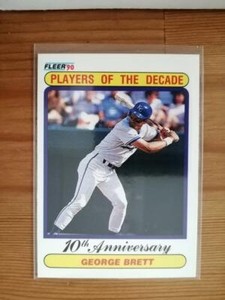 FLEER '90
PLAYERS OF THE DECADE
10th Anniversary
GEORGE BRETT